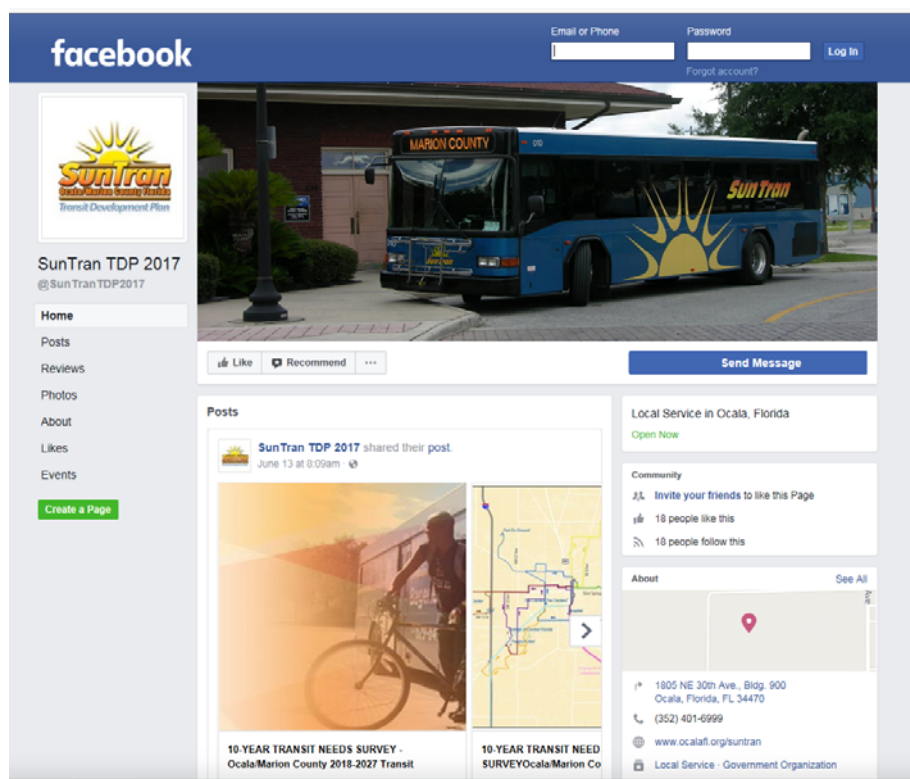 facebook
Email or Phone
Password
Log In
Forgot account?
SunTran
Ocala/Marion County Florida
Transit Development Plan
MARION COUNTY
010
SunTran
SunTran TDP 2017
@SunTranTDP2017
Home
Posts
Reviews
Photos
About
Likes
Events
Create a Page
Like
Recommend
Send Message
Posts
SunTran TDP 2017 shared their post.
June 13 at 8:09am
10-YEAR TRANSIT NEEDS SURVEY -
Ocala/Marion County 2018-2027 Transit
10-YEAR TRANSIT NEED
SURVEYOcala/Marion Co
Local Service in Ocala, Florida
Open Now
Community
Invite your friends to like this Page
18 people like this
18 people follow this
About
See All
Ave
1805 NE 30th Ave., Bldg. 900
Ocala, Florida, FL 34470
(352) 401-6999
www.ocalafl.org/suntran
Local Service · Government Organization